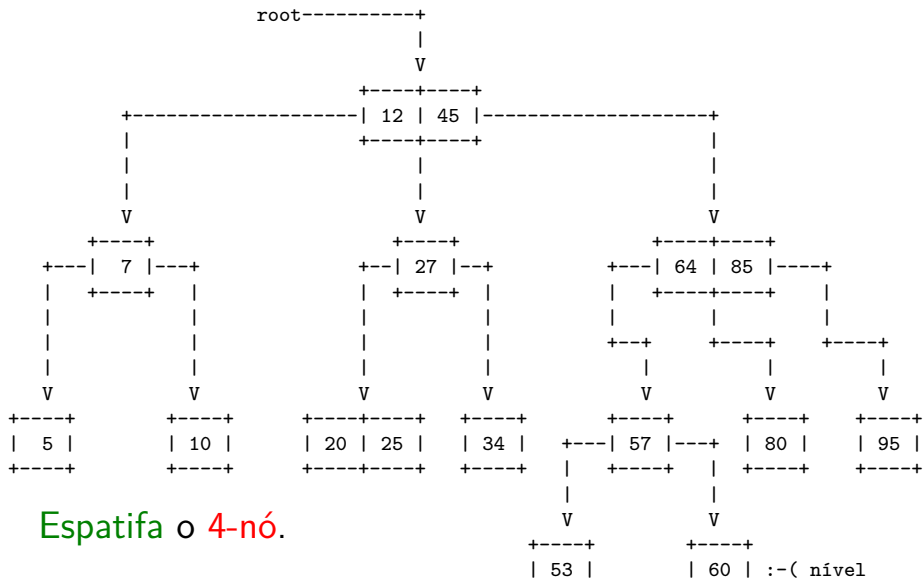 root----------+
|
V
+----+----+
+--------------------| 12 | 45 |--------------------+
| +----+----+ |
| | |
| | |
V V V
+----+ +----+ +----+----+
+---| 7 |---+ +--| 27 |--+ +---| 64 | 85 |----+
| +----+ | | +----+ | | +----+----+ |
| | | | | | |
| | | | +--+ +----+ +----+
| | | | | | |
V V V V V V V
+----+ +----+ +----+----+ +----+ +----+ +----+ +----+
| 5 | | 10 | | 20 | 25 | | 34 | +---| 57 |---+ | 80 | | 95 |
+----+ +----+ +----+----+ +----+ | +----+ | +----+ +----+
| |
V V
Espatifa o 4-nó.
+----+ +----+
| 53 | | 60 | :-( nível